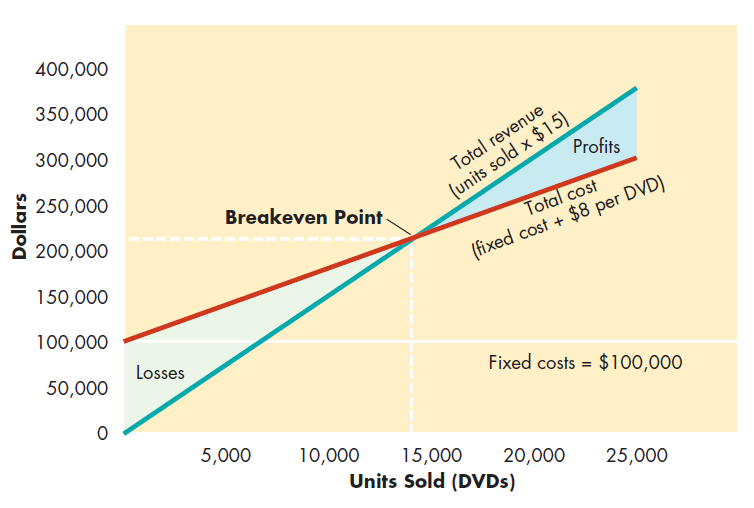 400,000
350,000
300,000
250,000
200,000
150,000
100,000
50,000
0
Dollars
Total revenue
(units sold x $15)
Profits
Breakeven Point
Total cost
(fixed cost + $8 per DVD)
Losses
Fixed costs = $100,000
5,000 10,000 15,000 20,000 25,000
Units Sold (DVDs)